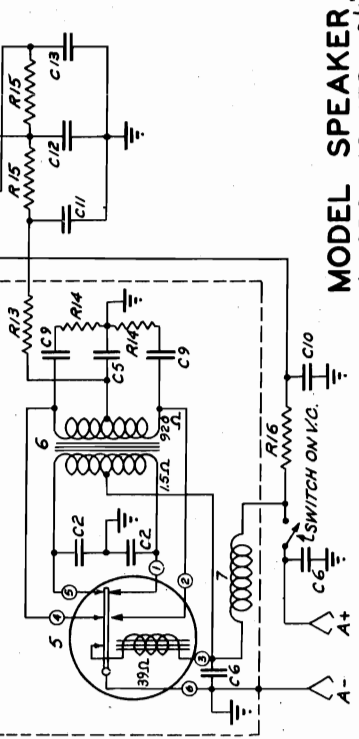 R15
R15
C13
C12
C11
R13
C9
R14
C5
R14
C9
6
1.5Ω
920
Ω
C2
C2
5
4
5
1
2
39Ω
3
6
C6
7
R16
C10
SWITCH ON V.C.
C6
A-
A+
MODEL SPEAKER,